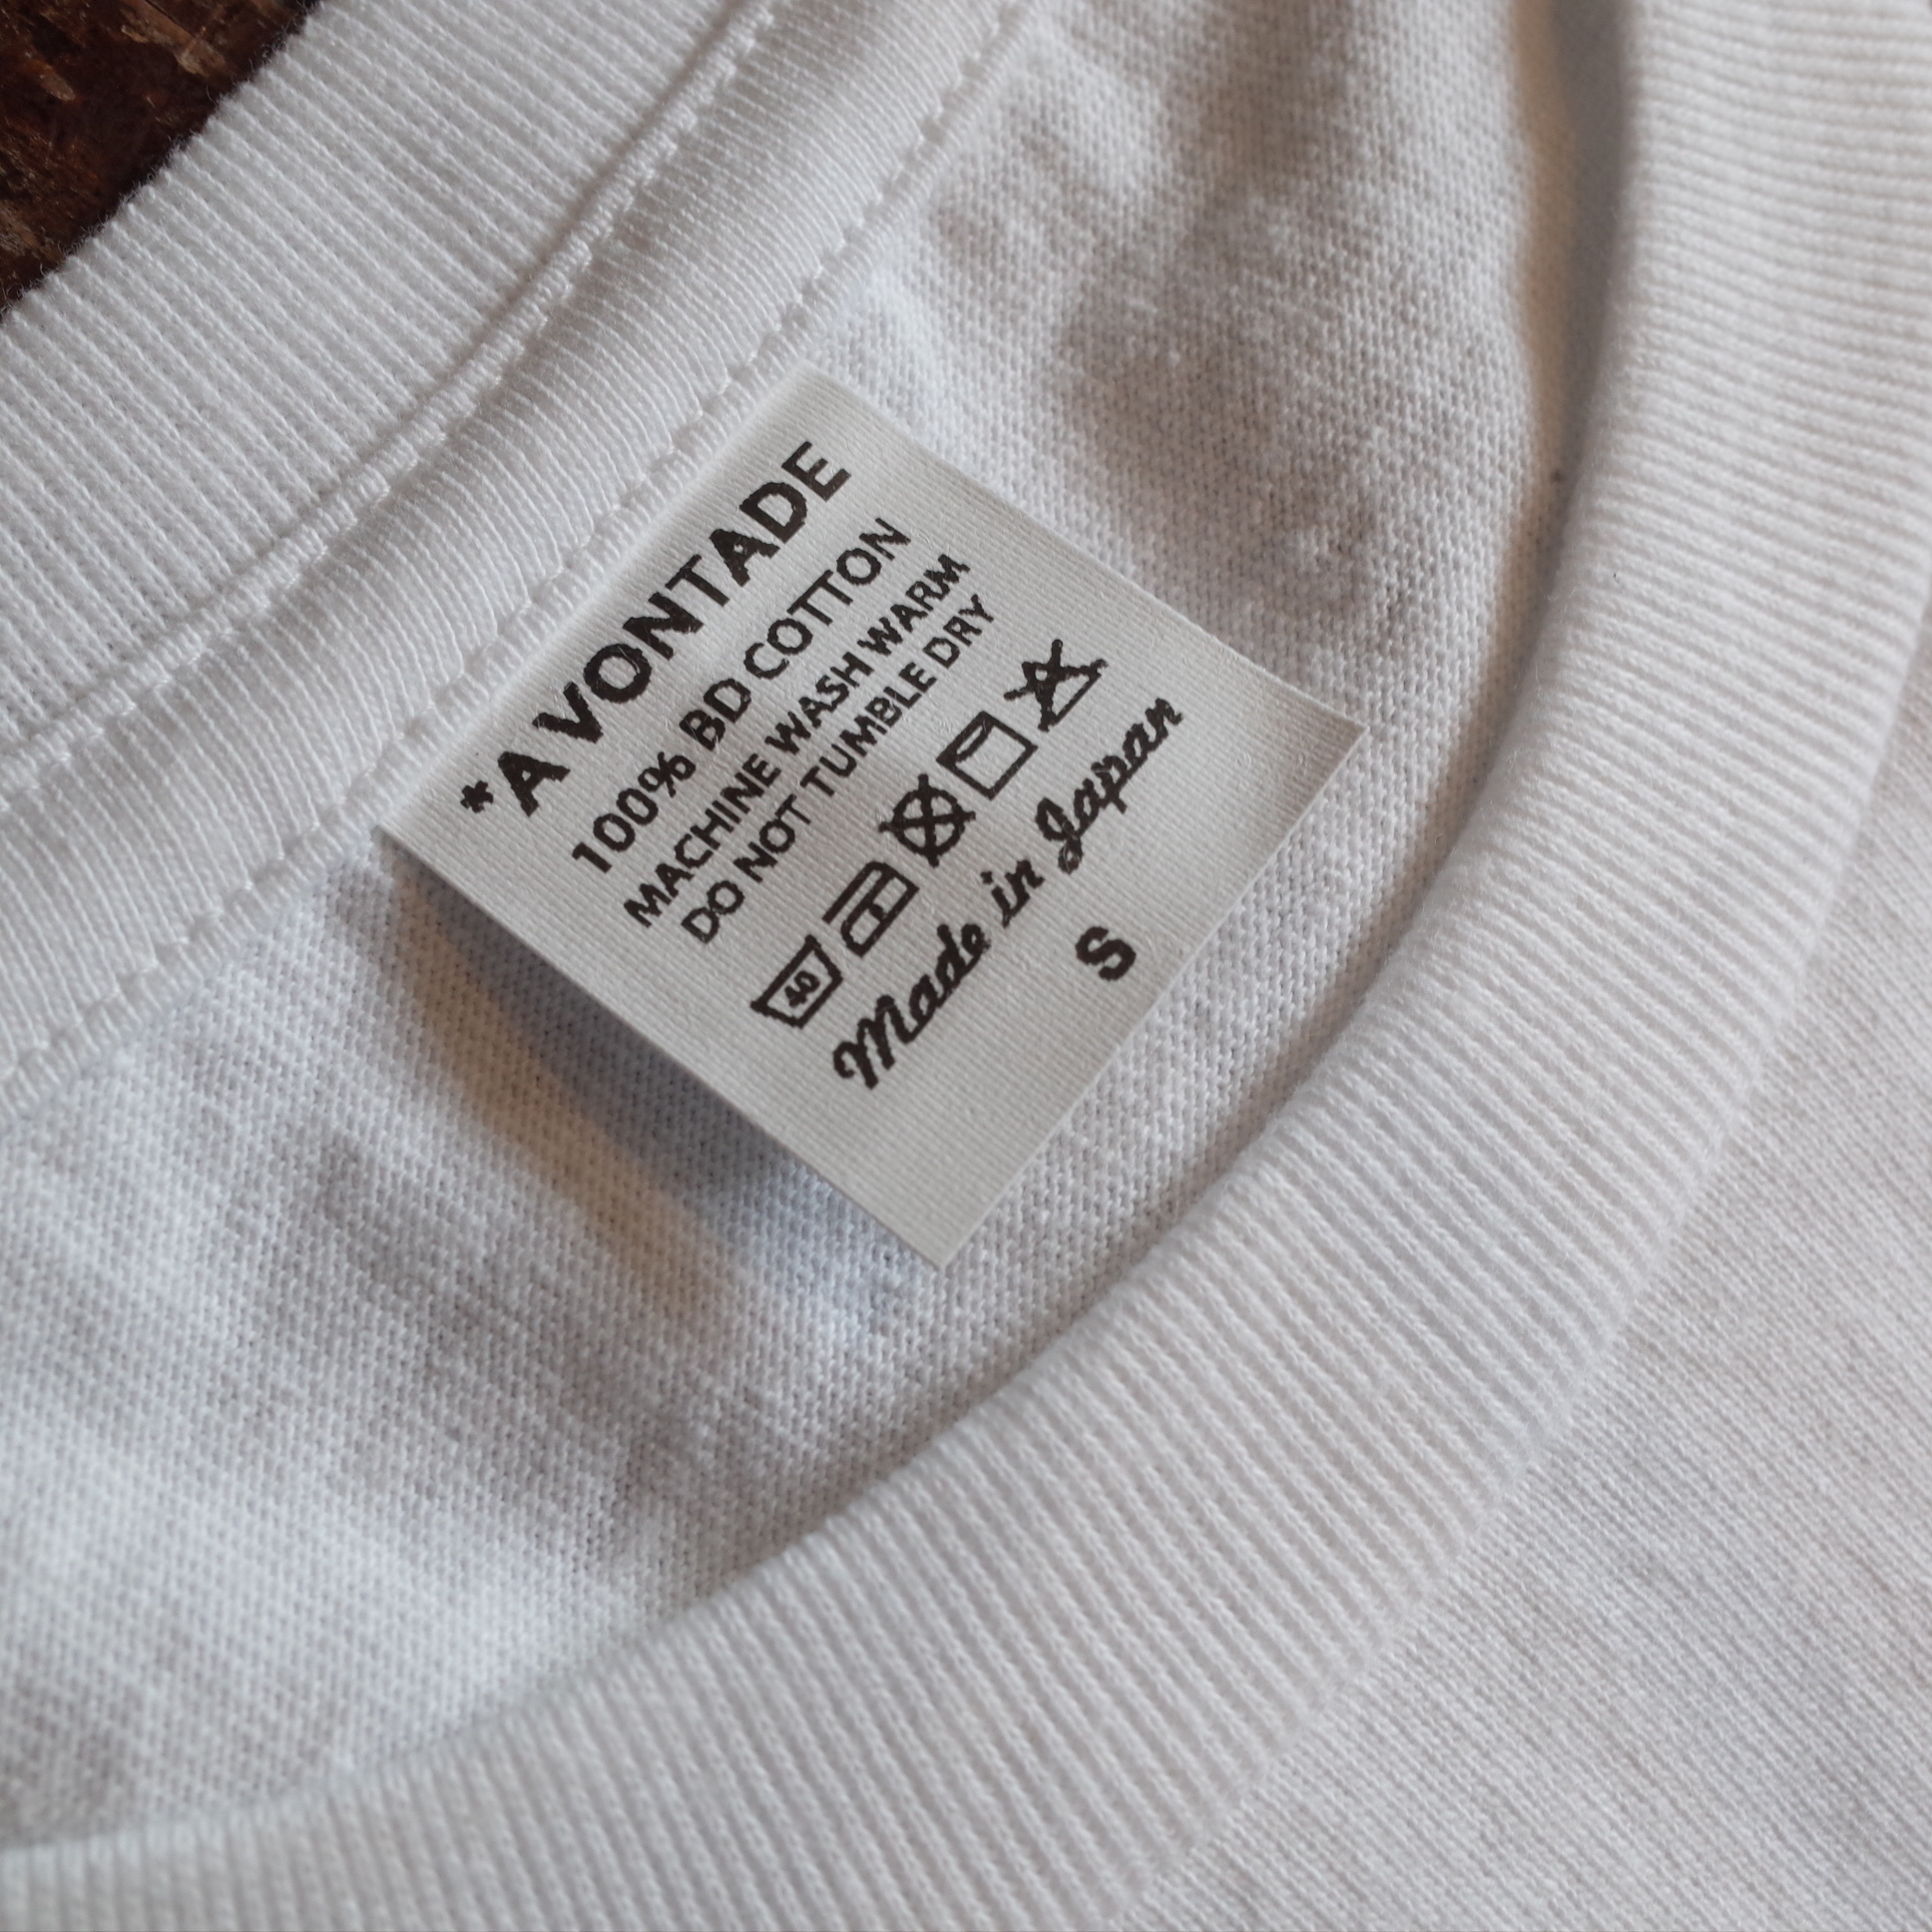 *A VONTADE
100% BD COTTON
MACHINE WASH WARM
DO NOT TUMBLE DRY
40
Made in Japan
S